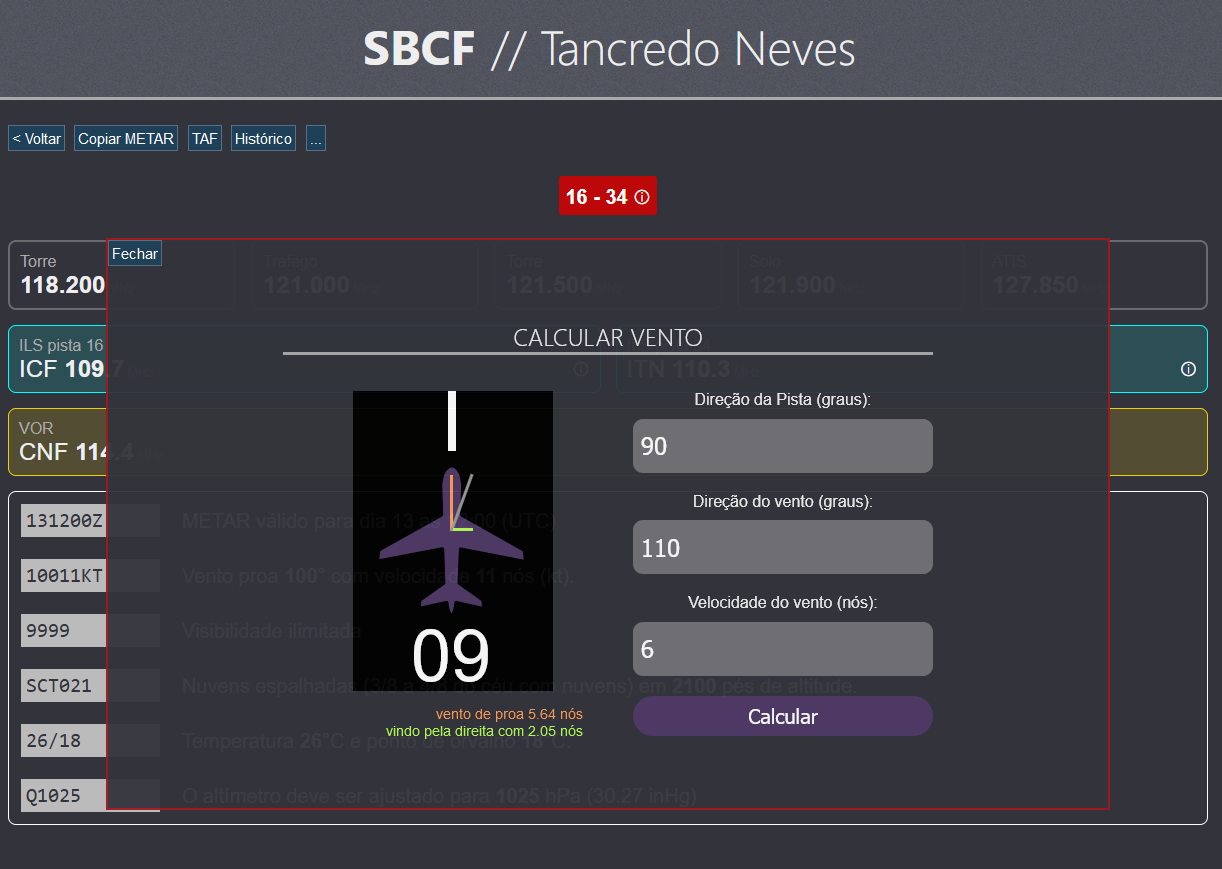 SBCF // Tancredo Neves
< Voltar Copiar METAR TAF Histórico ...
16 - 34
Fechar
Torre Tráfego Torre Solo ATIS
118.200 121.000 121.500 121.900 127.850
CALCULAR VENTO
ILS pista 16
ICF 109.7 ITN 110.3
VOR
CNF 114.4
Direção da Pista (graus):
90
Direção do vento (graus):
110
Velocidade do vento (nós):
6
Calcular
09
vento de proa 5.64 nós
vindo pela direita com 2.05 nós
131200Z METAR válido para dia 13 as (UTC)
10011KT Vento proa 100° com velocidade 11 nós (kt).
9999 Visibilidade ilimitada
SCT021 Nuvens espalhadas (3/8 a do céu com nuvens) em 2100 pés de altitude.
26/18 Temperatura 26°C e ponto de orvalho 18°C.
Q1025 O altímetro deve ser ajustado para 1025 hPa (30.27 inHg)